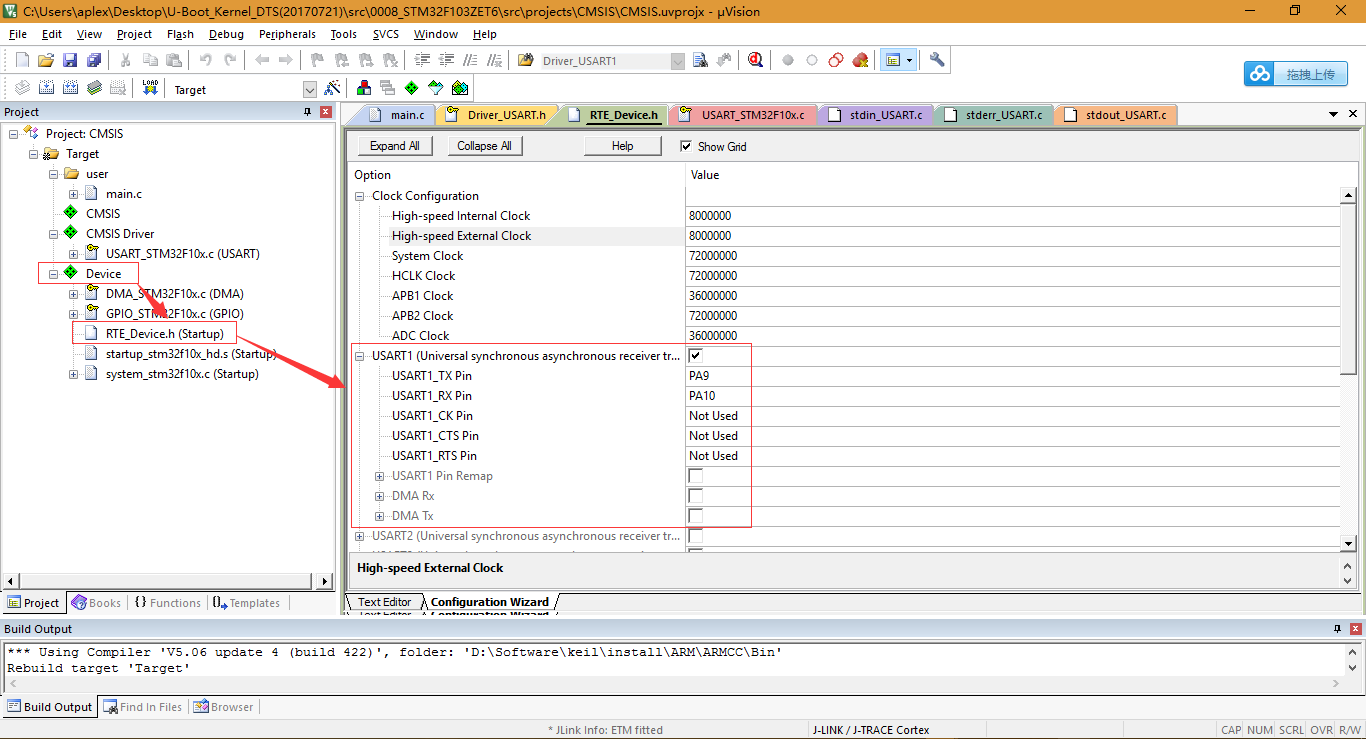 C:\Users\aplex\Desktop\U-Boot_Kernel_DTS(20170721)\src\0008_STM32F103ZET6\src\projects\CMSIS\CMSIS.uvprojx - µVision
File Edit View Project Flash Debug Peripherals Tools SVCS Window Help
Driver_USART1
拖拽上传
LOAD
Target
Project
Project: CMSIS
Target
user
main.c
CMSIS
CMSIS Driver
USART_STM32F10x.c (USART)
Device
DMA_STM32F10x.c (DMA)
GPIO_STM32F10x.c (GPIO)
RTE_Device.h (Startup)
startup_stm32f10x_hd.s (Startup)
system_stm32f10x.c (Startup)
Project Books Functions Templates
main.c Driver_USART.h RTE_Device.h USART_STM32F10x.c stdin_USART.c stderr_USART.c stdout_USART.c
Expand All Collapse All Help Show Grid
Option Value
Clock Configuration
High-speed Internal Clock 8000000
High-speed External Clock 8000000
System Clock 72000000
HCLK Clock 72000000
APB1 Clock 36000000
APB2 Clock 72000000
ADC Clock 36000000
USART1 (Universal synchronous asynchronous receiver tr...
USART1_TX Pin PA9
USART1_RX Pin PA10
USART1_CK Pin Not Used
USART1_CTS Pin Not Used
USART1_RTS Pin Not Used
USART1 Pin Remap
DMA Rx
DMA Tx
USART2 (Universal synchronous asynchronous receiver tr...
High-speed External Clock
Text Editor Configuration Wizard
Build Output
*** Using Compiler 'V5.06 update 4 (build 422)', folder: 'D:\Software\keil\install\ARM\ARMCC\Bin'
Rebuild target 'Target'
Build Output Find In Files Browser
* JLink Info: ETM fitted J-LINK / J-TRACE Cortex CAP NUM SCRL OVR R/W